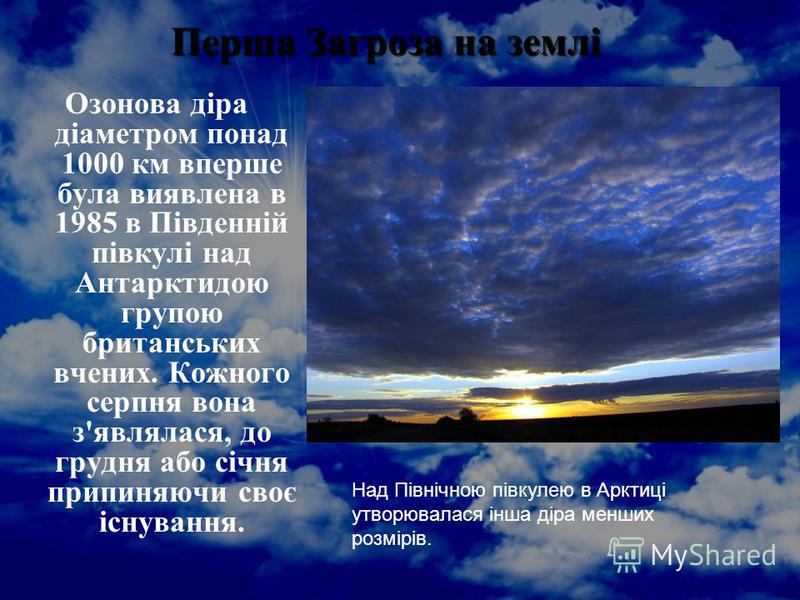 Перша Загроза на землі
Озонова діра
діаметром понад
1000 км вперше
була виявлена в
1985 в Південній
півкулі над
Антарктидою
групою
британських
вчених. Кожного
серпня вона
з'являлася, до
грудня або січня
припиняючи своє
існування.
Над Північною півкулею в Арктиці
утворювалася інша діра менших
розмірів.
MyShared